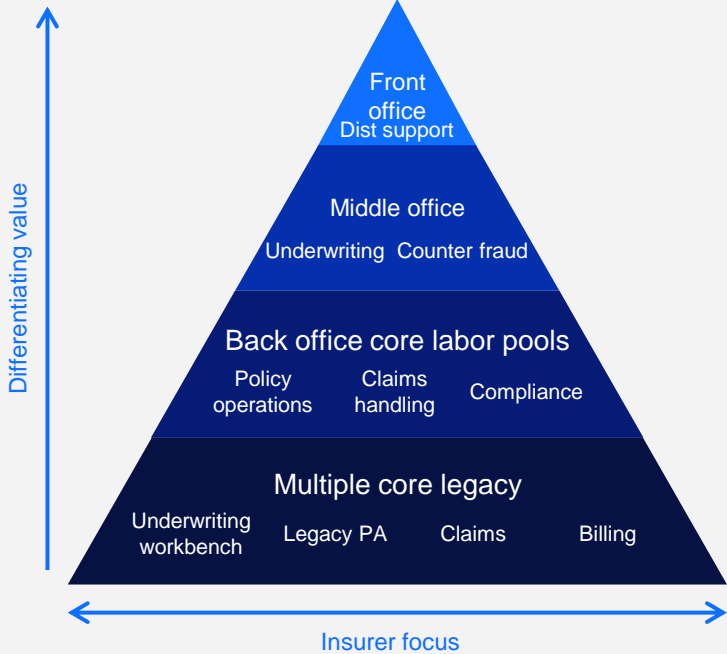 Front
office
Dist support
Middle office
Underwriting Counter fraud
Back office core labor pools
Policy
operations
Claims
handling
Compliance
Multiple core legacy
Underwriting
workbench
Legacy PA
Claims
Billing
Differentiating value
Insurer focus